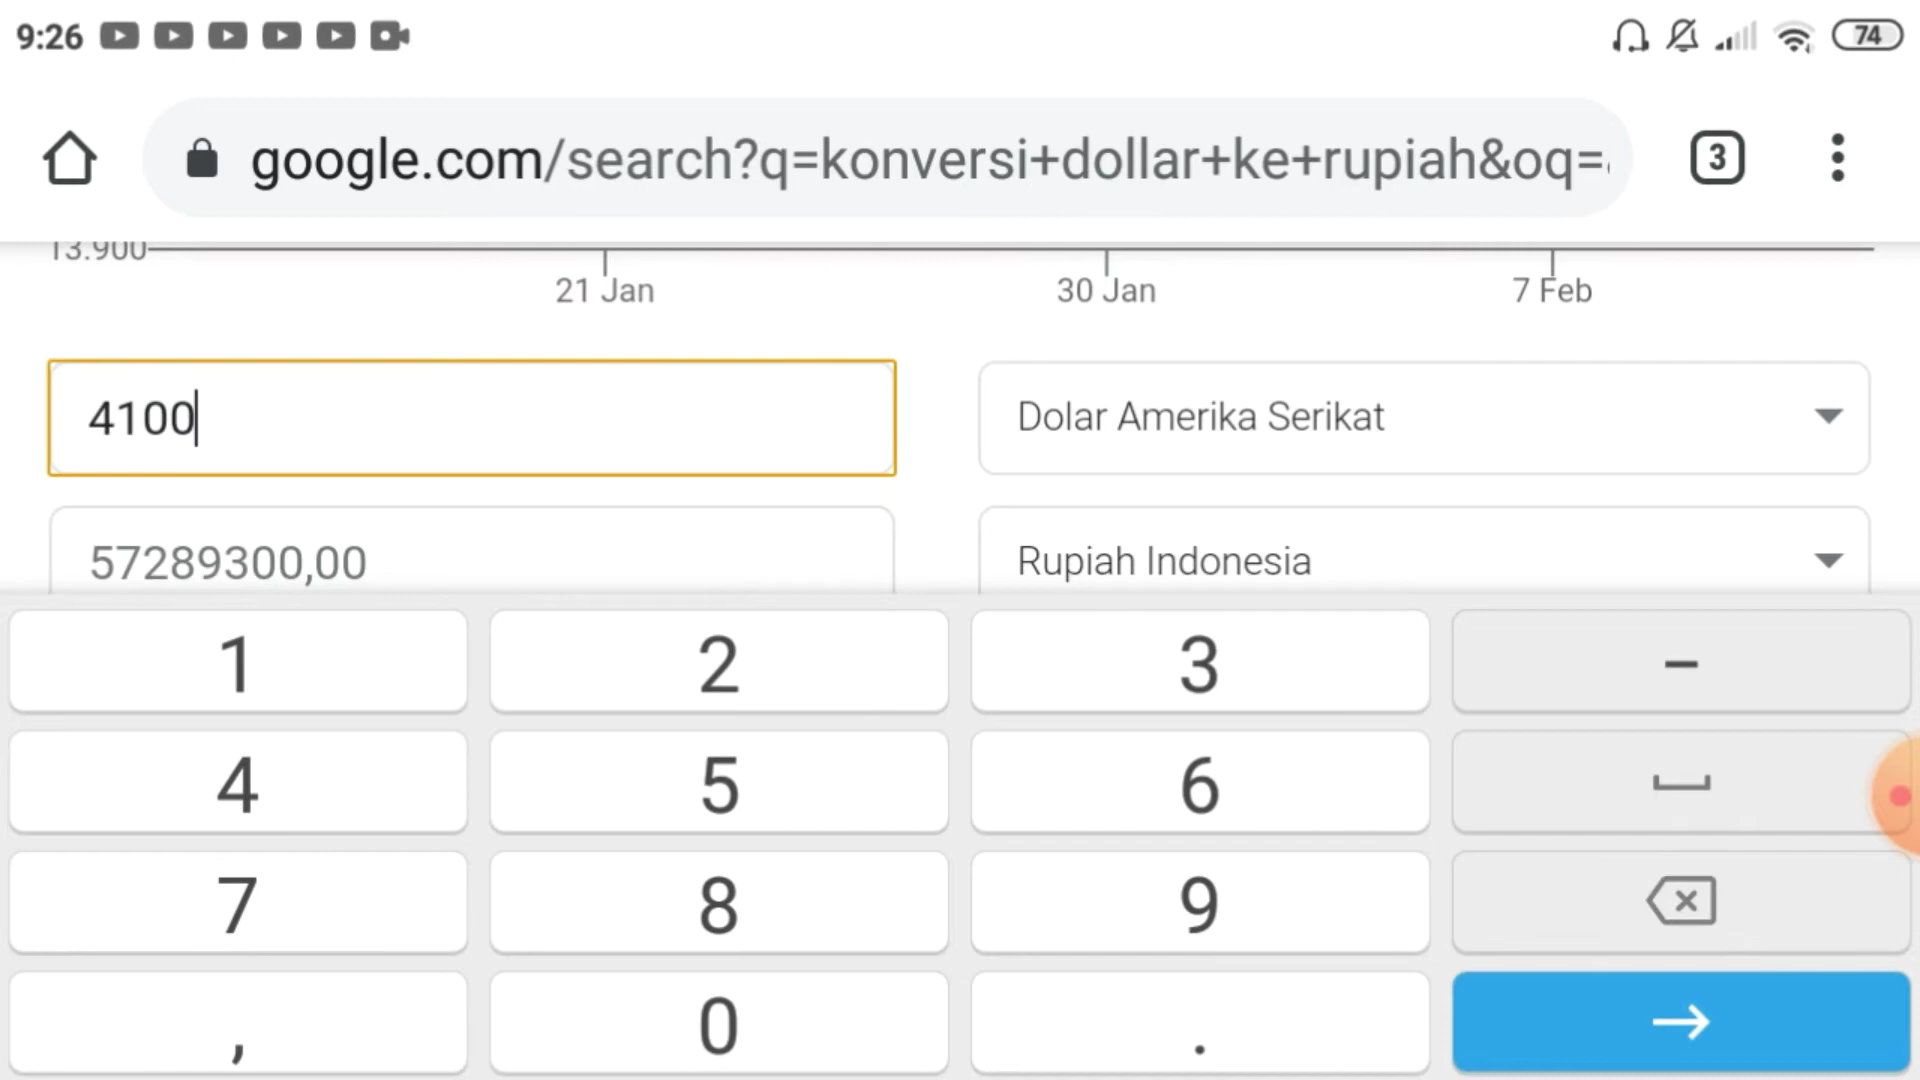 9:26
74
google.com/search?q=konversi+dollar+ke+rupiah&oq=
3
13.900
21 Jan 30 Jan 7 Feb
4100 Dolar Amerika Serikat
57289300,00 Rupiah Indonesia
1 2 3 –
4 5 6
7 8 9
, 0 .